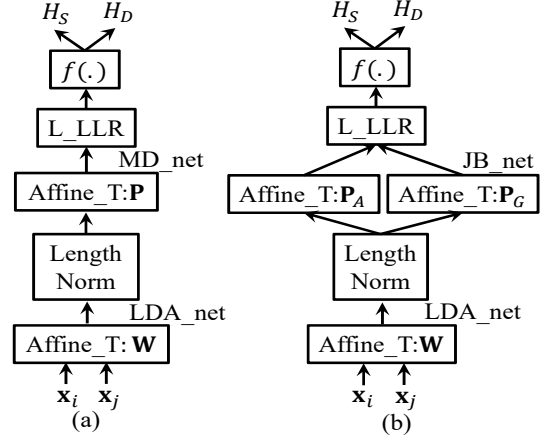 H_S H_D
f(.)
L_LLR
MD_net
Affine_T:P
Length
Norm
LDA_net
Affine_T: W
x_i x_j
(a)
H_S H_D
f(.)
L_LLR
JB_net
Affine_T:P_A Affine_T:P_G
Length
Norm
LDA_net
Affine_T: W
x_i x_j
(b)